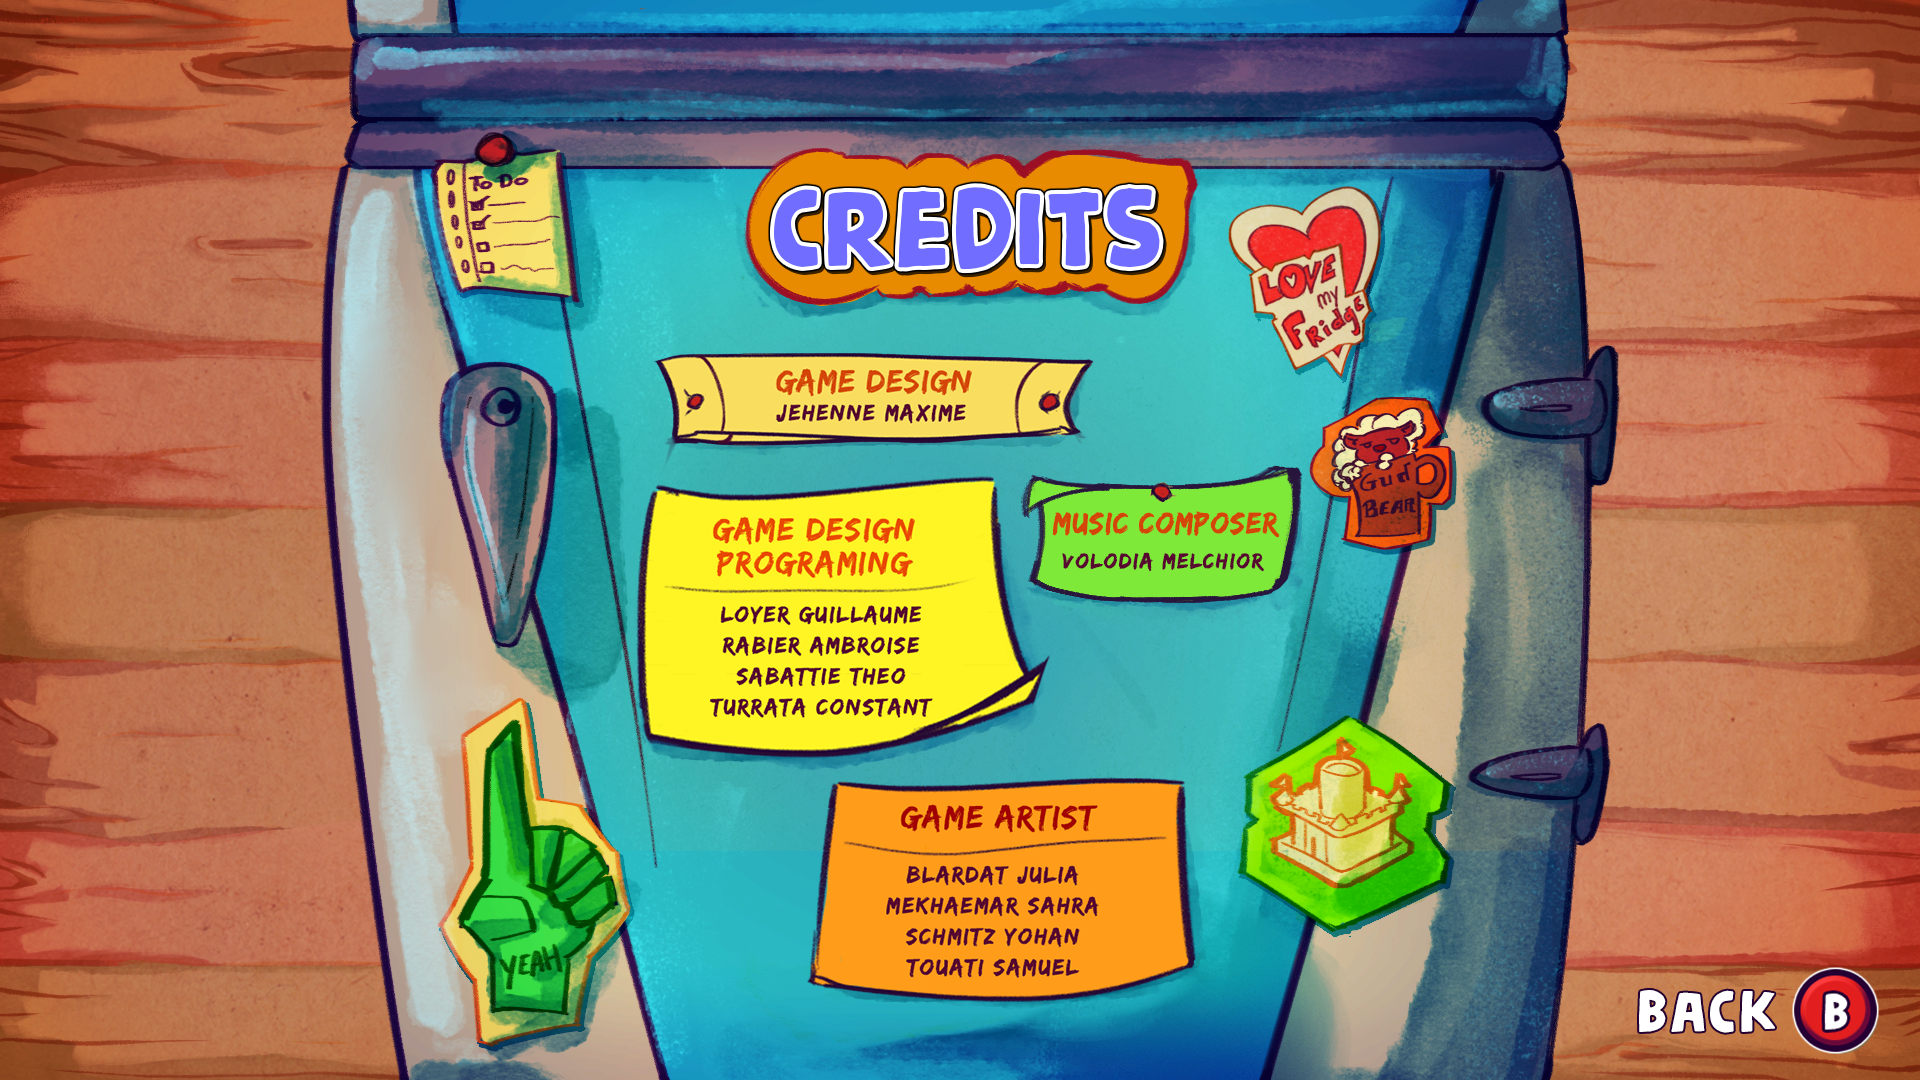 To Do
CREDITS
LOVE
my
Fridge
GAME DESIGN
JEHENNE MAXIME
GAME DESIGN
PROGRAMING
LOYER GUILLAUME
RABIER AMBROISE
SABATTIE THEO
TURRATA CONSTANT
MUSIC COMPOSER
VOLODIA MELCHIOR
BEAR
GAME ARTIST
BLARDAT JULIA
MEKHAEMAR SAHRA
SCHMITZ YOHAN
TOUATI SAMUEL
YEAH
BACK B